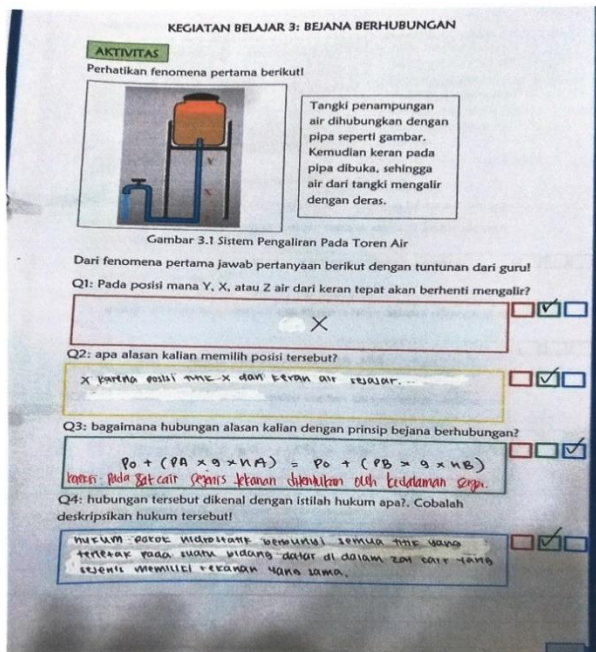 KEGIATAN BELAJAR 3: BEJANA BERHUBUNGAN
AKTIVITAS
Perhatikan fenomena pertama berikut!
Y
X
Tangki penampungan
air dihubungkan dengan
pipa seperti gambar.
Kemudian keran pada
pipa dibuka, sehingga
air dari tangki mengalir
dengan deras.
Gambar 3.1 Sistem Pengaliran Pada Toren Air
Dari fenomena pertama jawab pertanyaan berikut dengan tuntunan dari guru!
Q1: Pada posisi mana Y, X, atau Z air dari keran tepat akan berhenti mengalir?
X
Q2: apa alasan kalian memilih posisi tersebut?
X karena posisi titik X dan keran air sejajar...
Q3: bagaimana hubungan alasan kalian dengan prinsip bejana berhubungan?
Po + (PA x g x hA) = Po + (PB x g x hB)
Pada zat cair sejenis tekanan ditentukan oleh kedalaman
Q4: hubungan tersebut dikenal dengan istilah hukum apa?. Cobalah
deskripsikan hukum tersebut!
hukum hidrostatik berbunyi semua titik yang
terletak pada suatu bidang datar di dalam zat cair yang
sejenis memiliki tekanan yang sama.